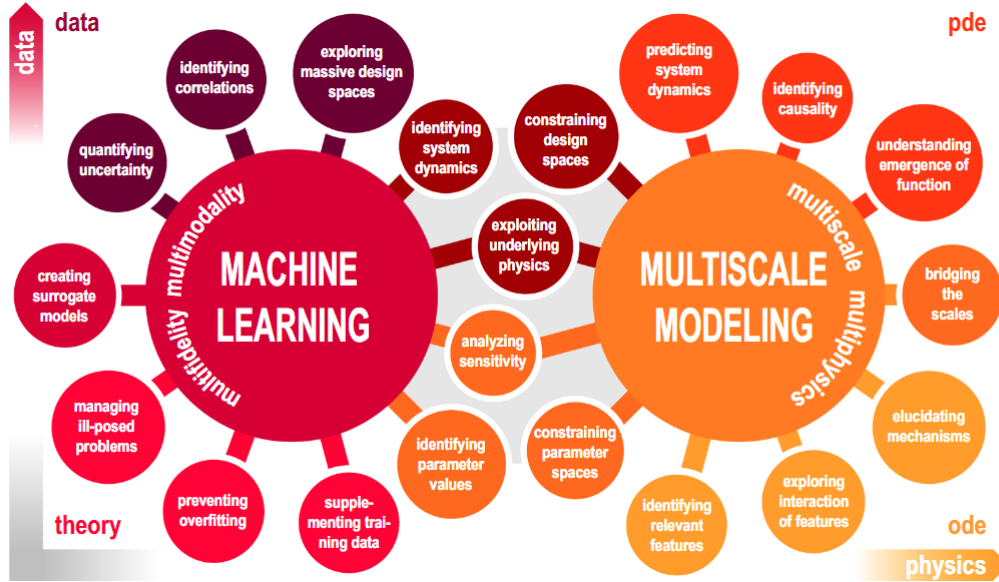 data
data
pde
identifying
correlations
exploring
massive design
spaces
quantifying
uncertainty
creating
surrogate
models
managing
ill-posed
problems
preventing
overfitting
supple-
menting trai-
ning data
multifidelity multimodality
MACHINE
LEARNING
identifying
system
dynamics
constraining
design
spaces
exploiting
underlying
physics
analyzing
sensitivity
identifying
parameter
values
constraining
parameter
spaces
MULTISCALE
MODELING
multiscale multiphysics
predicting
system
dynamics
identifying
causality
understanding
emergence of
function
bridging
the
scales
elucidating
mechanisms
exploring
interaction
of features
identifying
relevant
features
theory
ode
physics